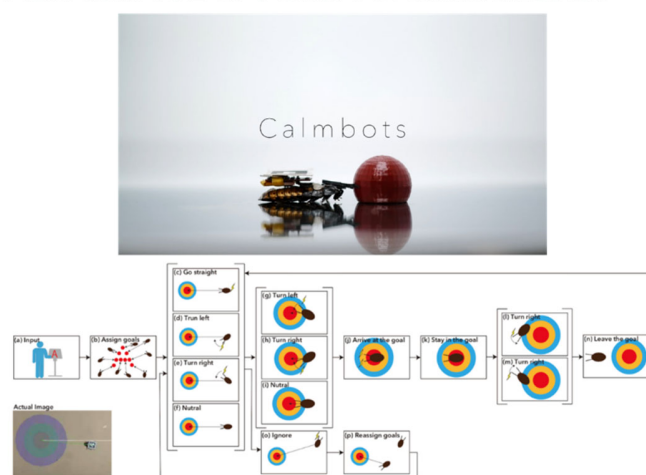 Calmbots
(c) Go straight
(d) Trun left
(e) Turn right
(f) Nutral
(g) Turn left
(h) Turn right
(i) Nutral
(a) Input
(b) Assign goals
(j) Arrive at the goal
(k) Stay in the goal
(l) Turn right
(m) Turn right
(n) Leave the goal
(o) Ignore
(p) Reassign goals
Actual Image